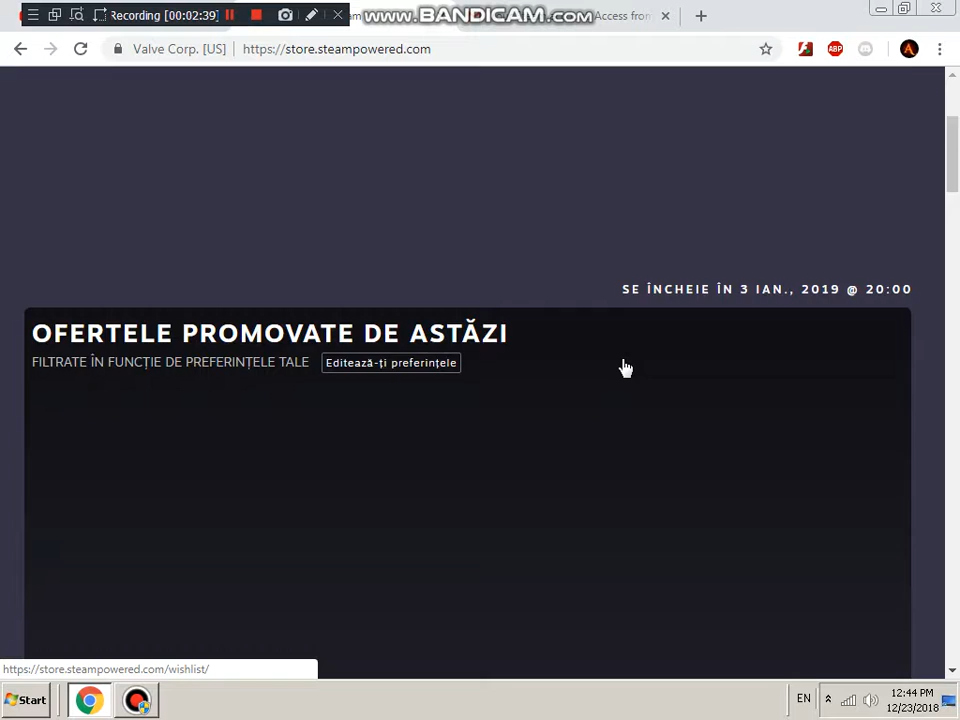 Recording [00:02:39]
www.BANDICAM.com
Access from
Valve Corp. [US]
https://store.steampowered.com
ABP
SE ÎNCHEIE ÎN 3 IAN., 2019 @ 20:00
OFERTELE PROMOVATE DE ASTĂZI
FILTRATE ÎN FUNCȚIE DE PREFERINȚELE TALE
Editează-ți preferințele
https://store.steampowered.com/wishlist/
Start
EN
12:44 PM
12/23/2018